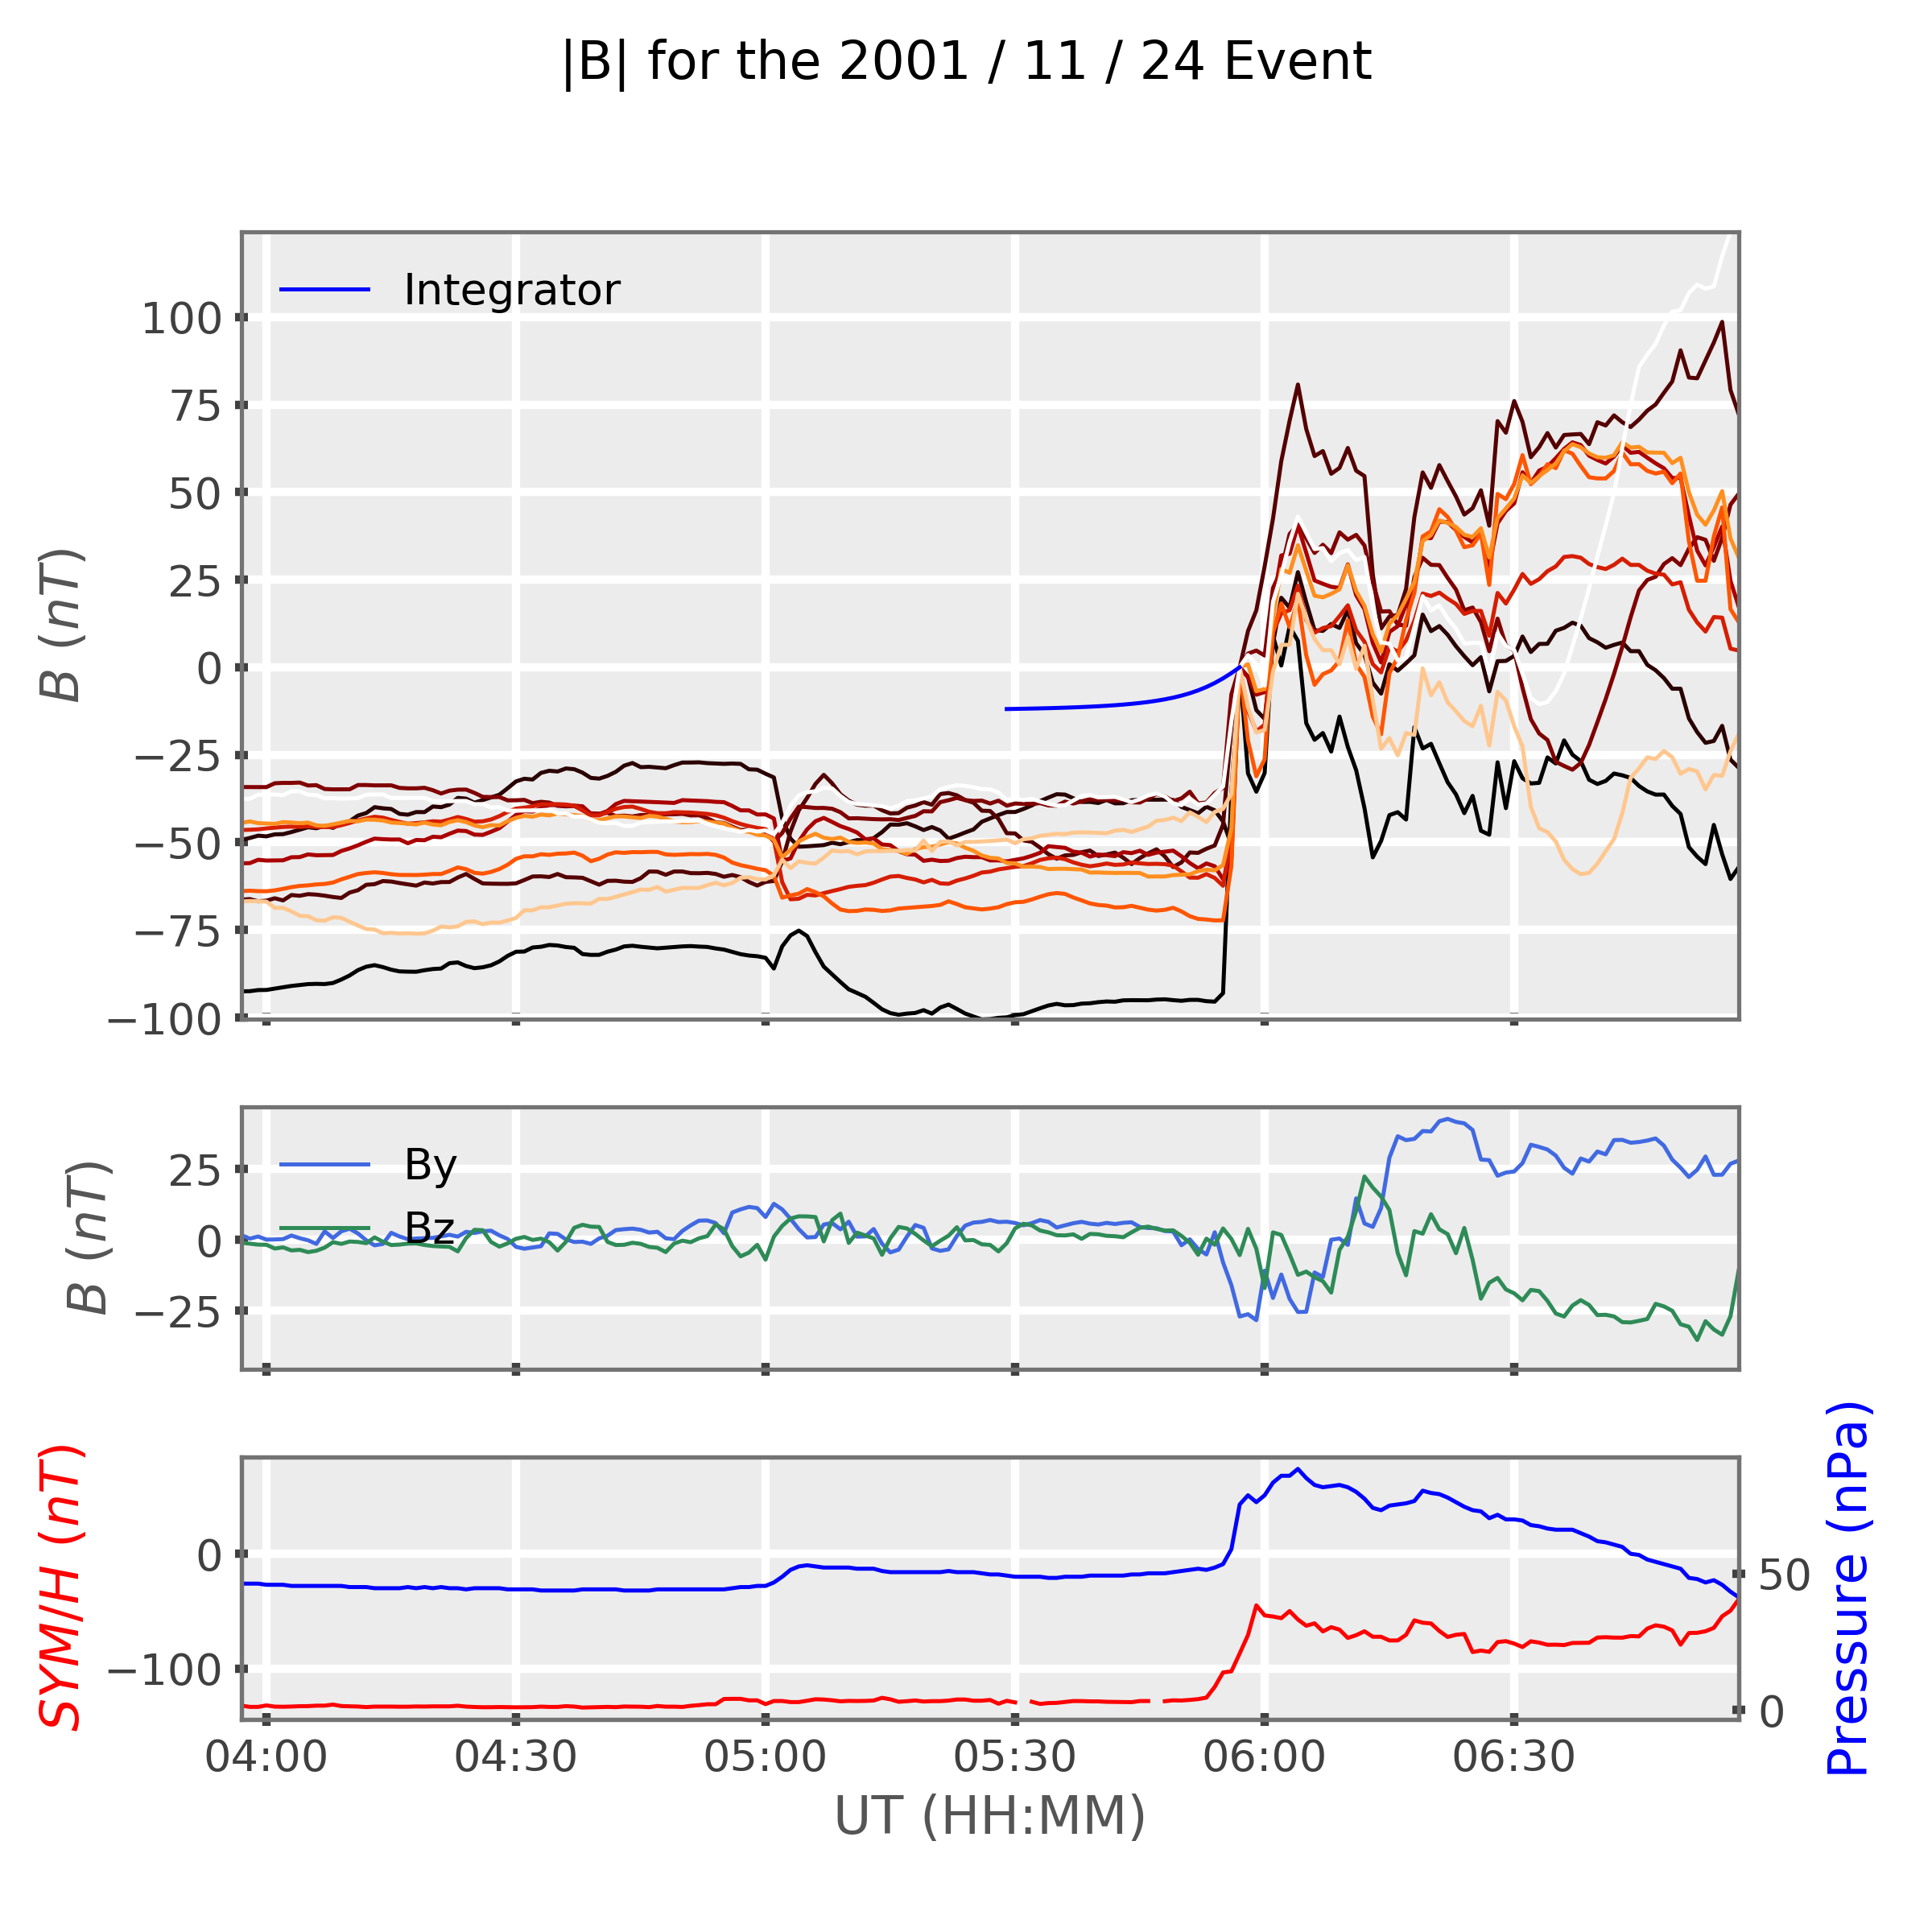 |B| for the 2001 / 11 / 24 Event
B (nT)
100
75
50
25
0
−25
−50
−75
−100
Integrator
B (nT)
25
0
−25
By
Bz
SYM/H (nT)
0
−100
Pressure (nPa)
50
0
04:00 04:30 05:00 05:30 06:00 06:30
UT (HH:MM)